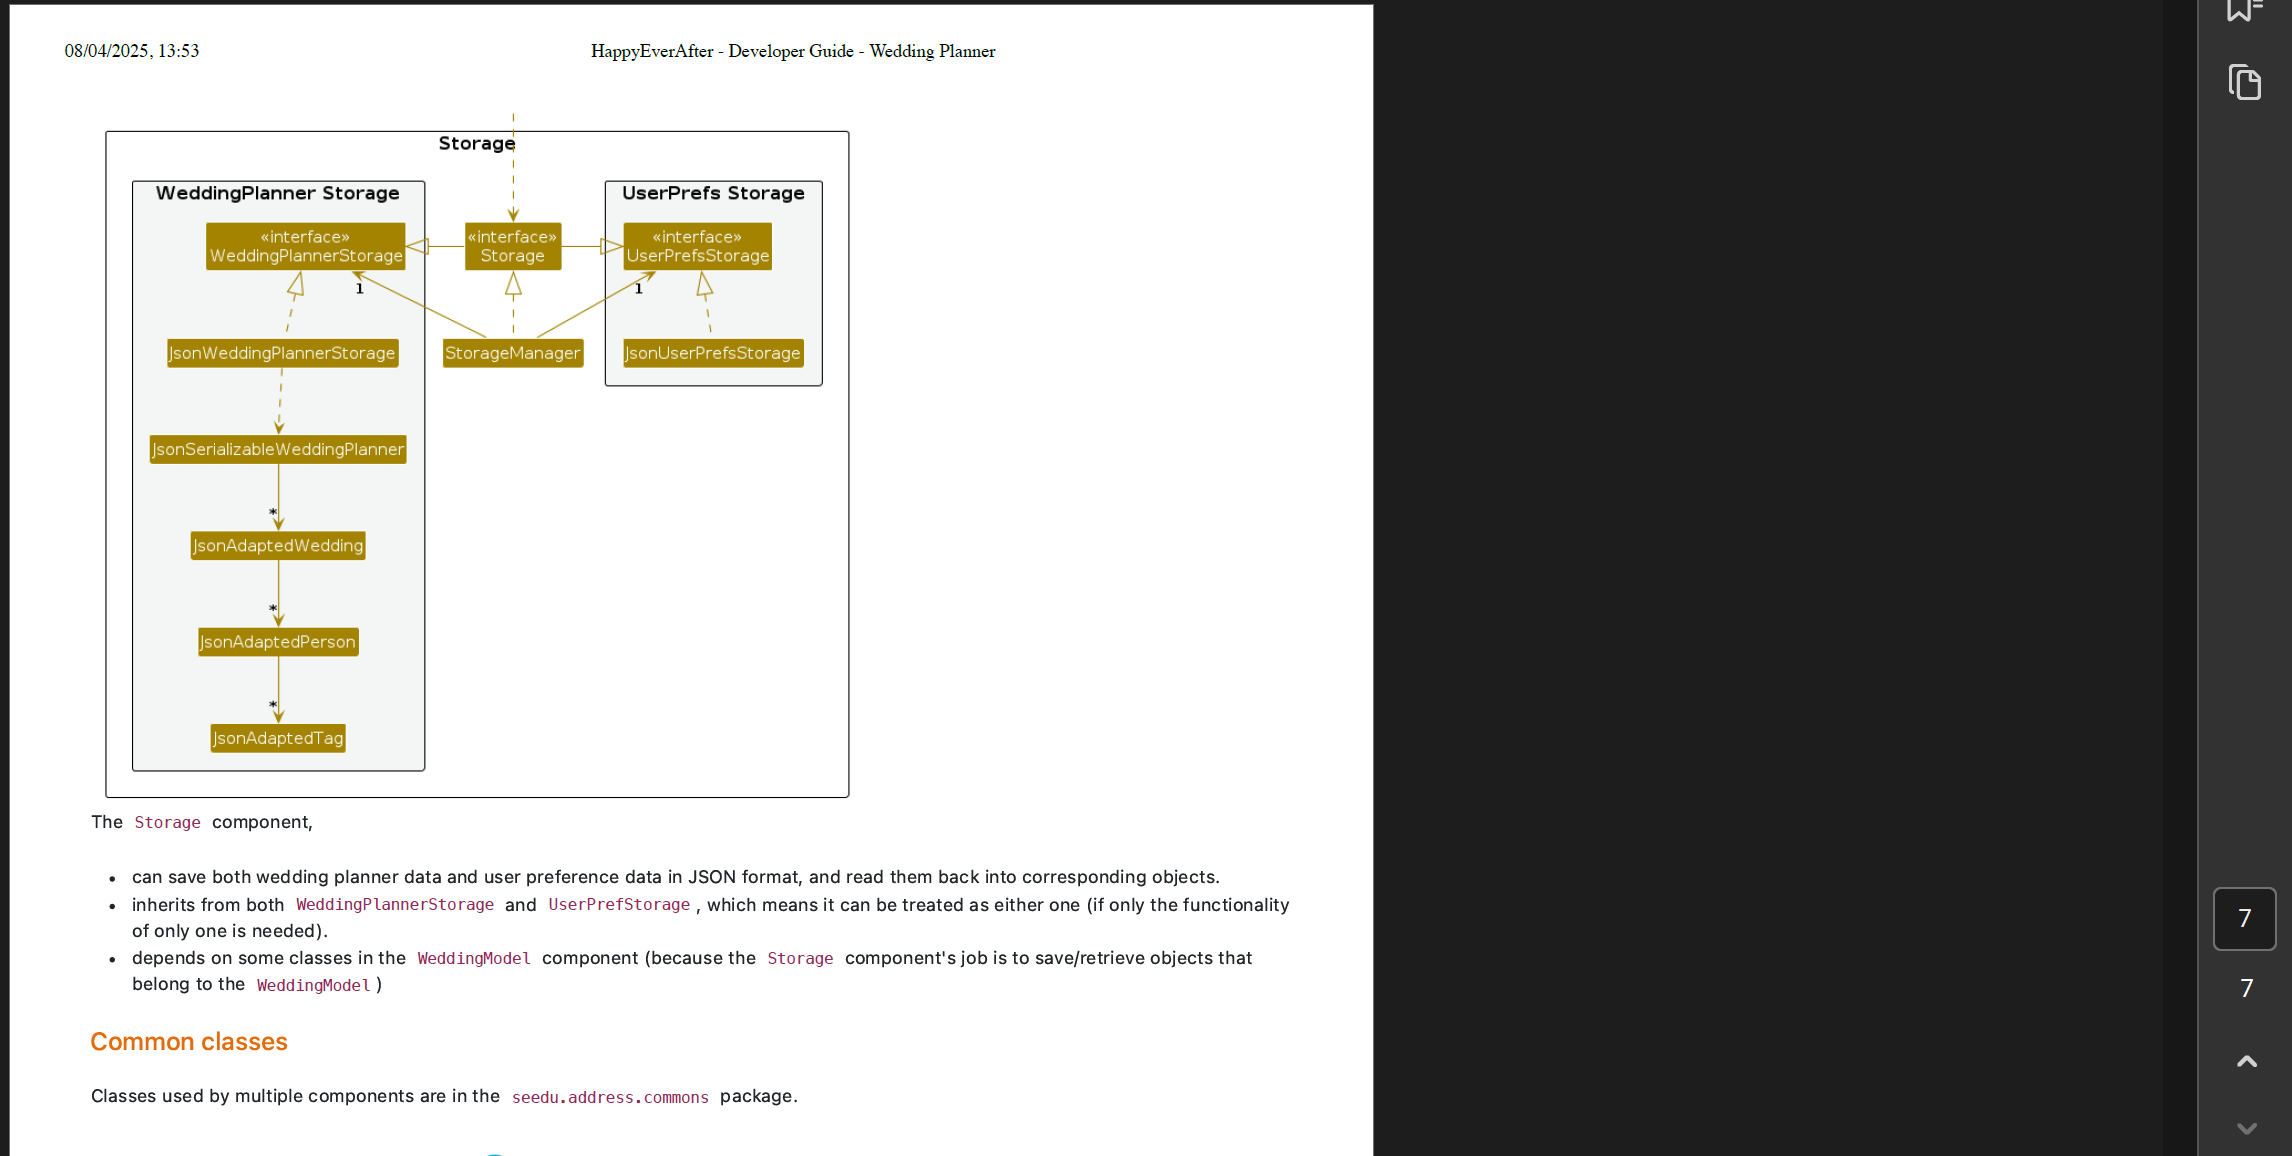 08/04/2025, 13:53
HappyEverAfter - Developer Guide - Wedding Planner
Storage
WeddingPlanner Storage
UserPrefs Storage
«interface»
WeddingPlannerStorage
«interface»
Storage
«interface»
UserPrefsStorage
1
1
JsonWeddingPlannerStorage
StorageManager
JsonUserPrefsStorage
JsonSerializableWeddingPlanner
*
JsonAdaptedWedding
*
JsonAdaptedPerson
*
JsonAdaptedTag
The Storage component,
• can save both wedding planner data and user preference data in JSON format, and read them back into corresponding objects.
• inherits from both WeddingPlannerStorage and UserPrefStorage , which means it can be treated as either one (if only the functionality
of only one is needed).
• depends on some classes in the WeddingModel component (because the Storage component's job is to save/retrieve objects that
belong to the WeddingModel )
Common classes
Classes used by multiple components are in the seedu.address.commons package.
7
7